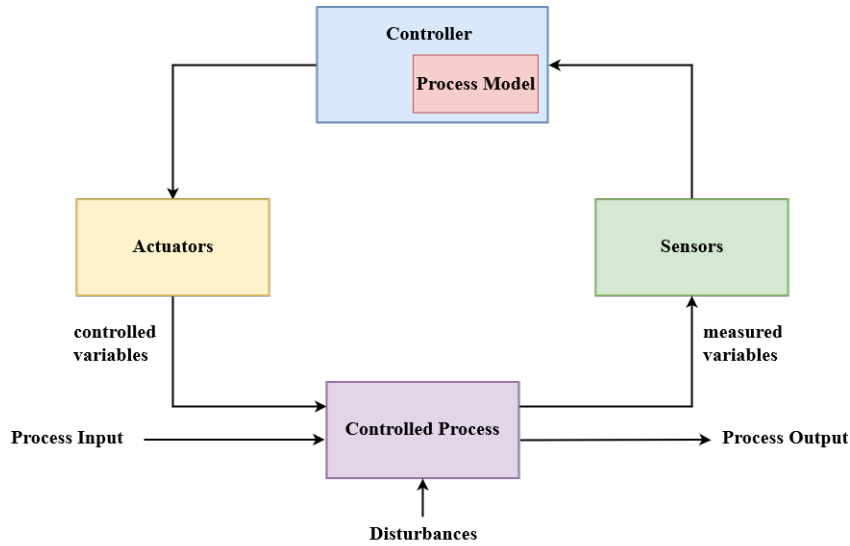 Controller
Process Model
Actuators
Sensors
controlled
variables
measured
variables
Process Input
Controlled Process
Process Output
Disturbances